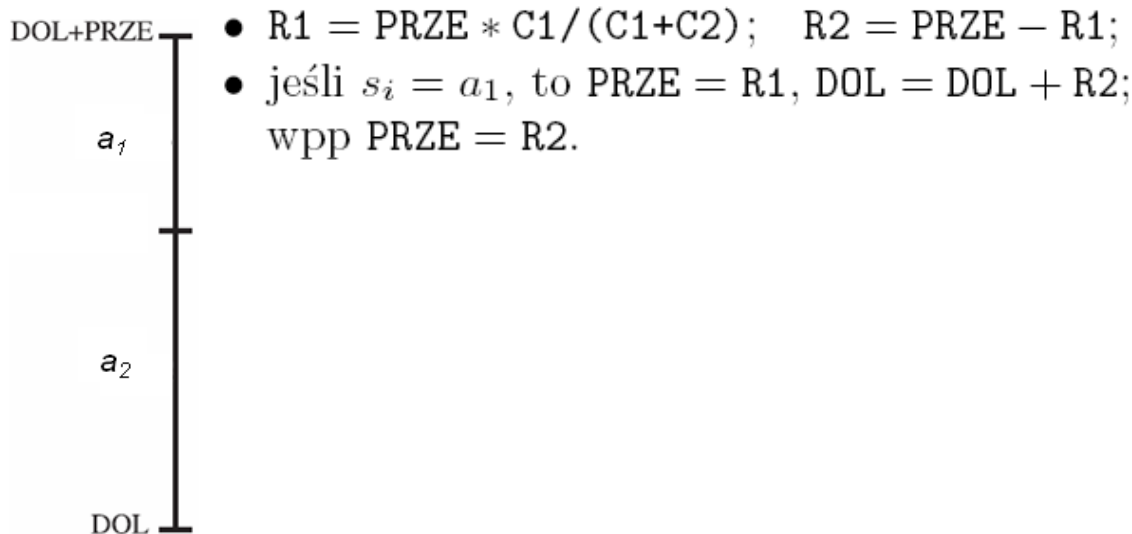 DOL+PRZE
• R1 = PRZE * C1/(C1+C2); R2 = PRZE − R1;
• jeśli s_i = a_1, to PRZE = R1, DOL = DOL + R2;
wpp PRZE = R2.
a_1
a_2
DOL